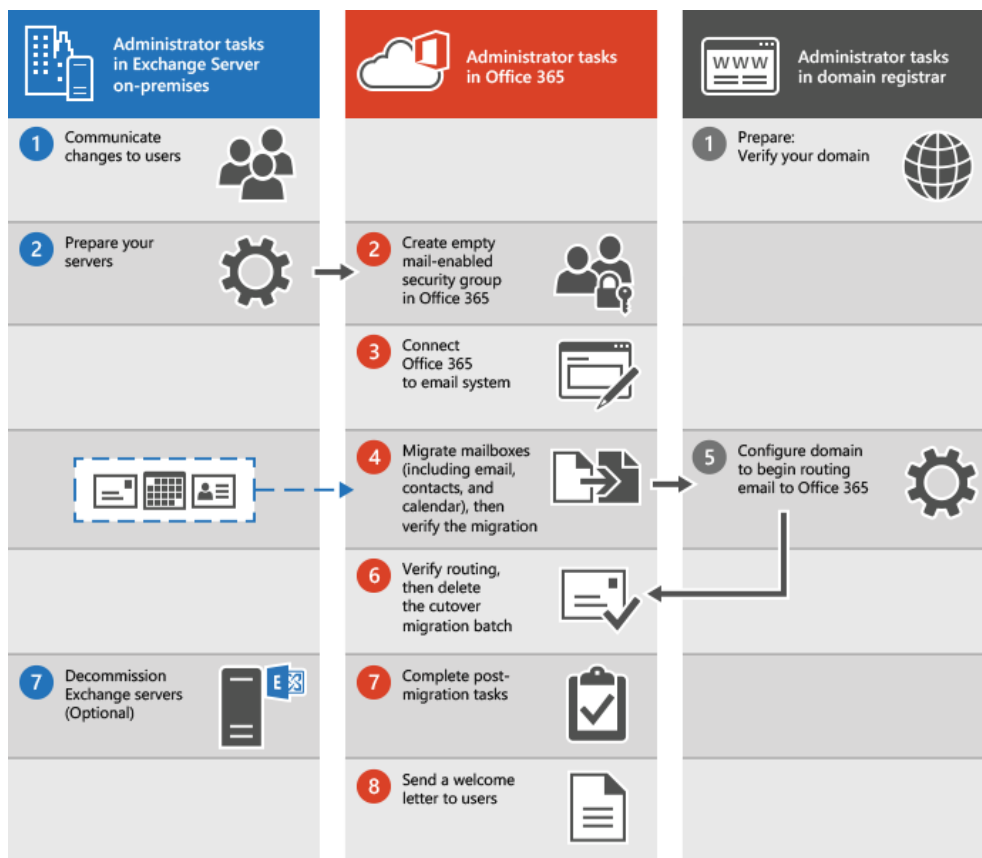 Administrator tasks
in Exchange Server
on-premises
Administrator tasks
in Office 365
WWW
Administrator tasks
in domain registrar
1
Communicate
changes to users
1
Prepare:
Verify your domain
2
Prepare your
servers
2
Create empty
mail-enabled
security group
in Office 365
3
Connect
Office 365
to email system
4
Migrate mailboxes
(including email,
contacts, and
calendar), then
verify the migration
5
Configure domain
to begin routing
email to Office 365
6
Verify routing,
then delete
the cutover
migration batch
7
Decommission
Exchange servers
(Optional)
E
7
Complete post-
migration tasks
8
Send a welcome
letter to users